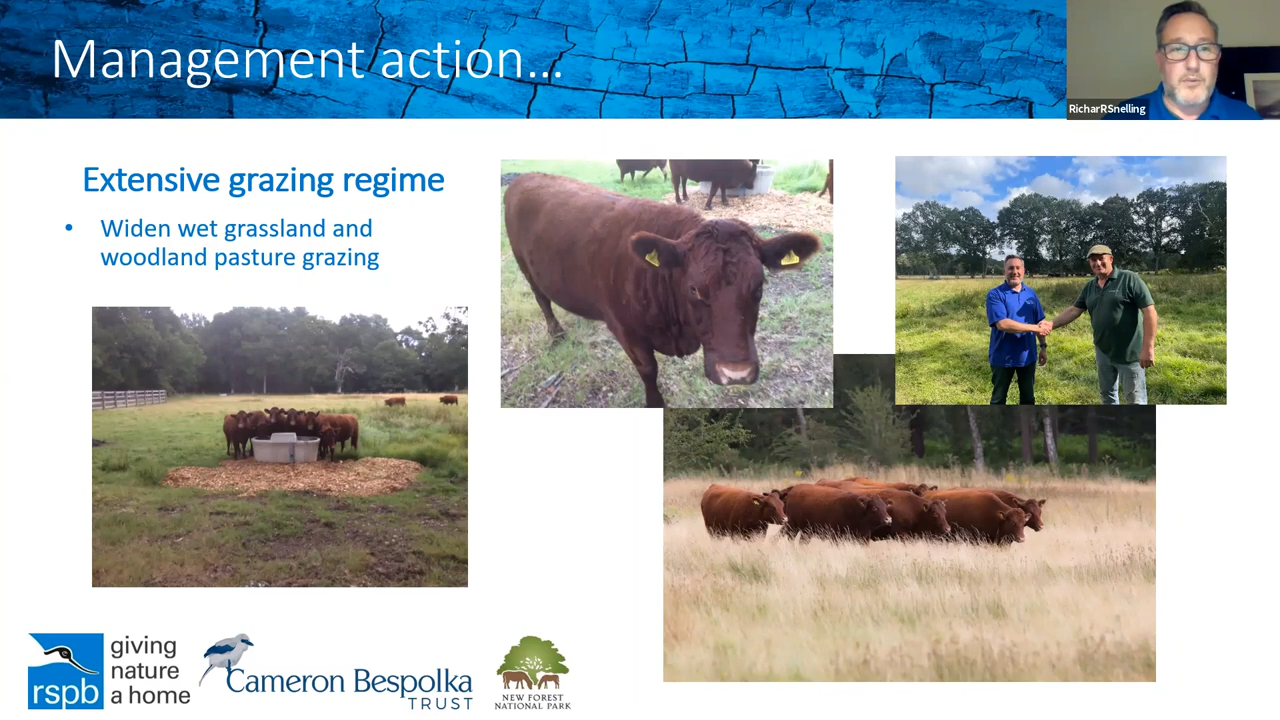 Management action...
RicharRSnelling
Extensive grazing regime
• Widen wet grassland and
woodland pasture grazing
rspb
giving
nature
a home
Cameron Bespolka
TRUST
NEW FOREST
NATIONAL PARK